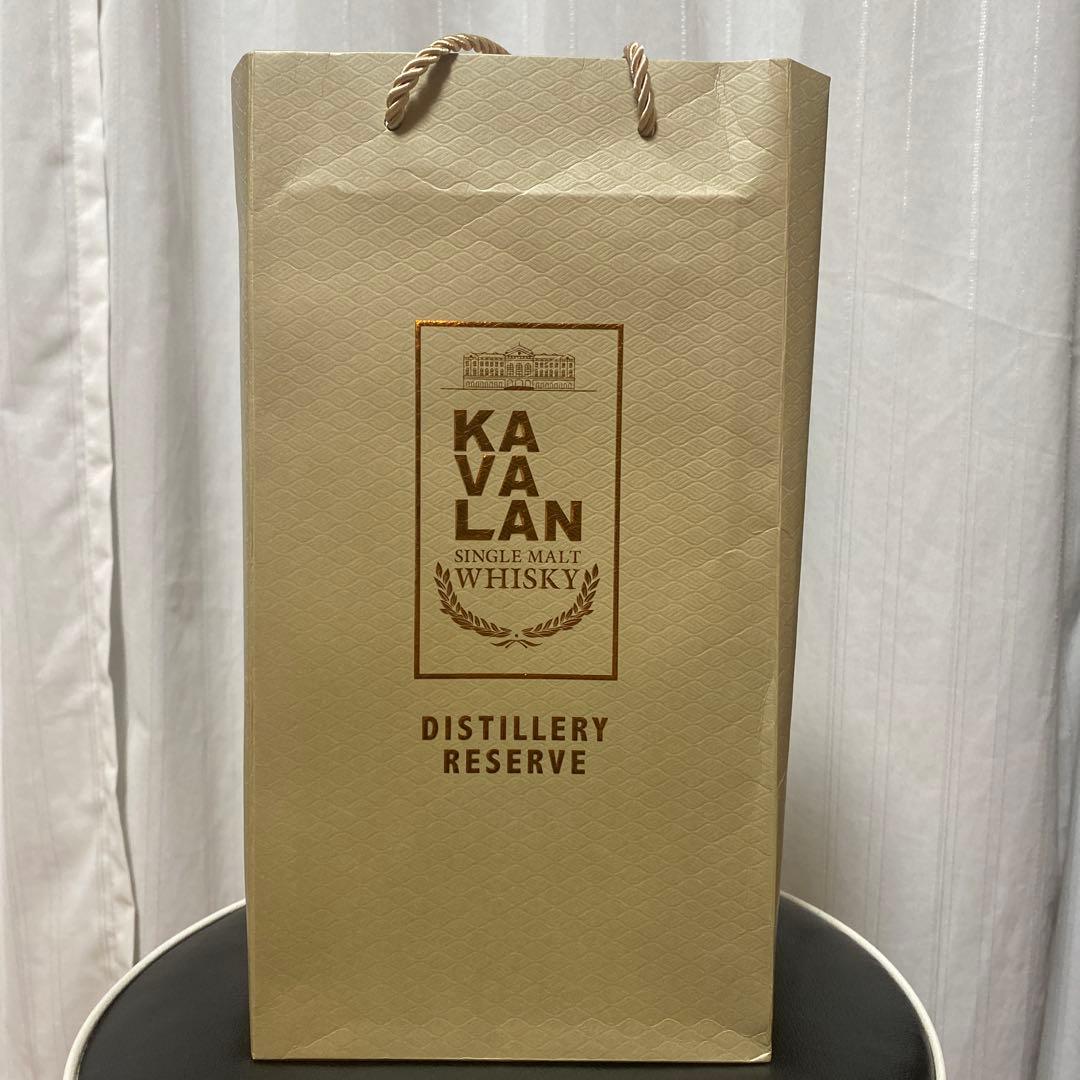 KA
VA
LAN
SINGLE MALT
WHISKY
DISTILLERY
RESERVE